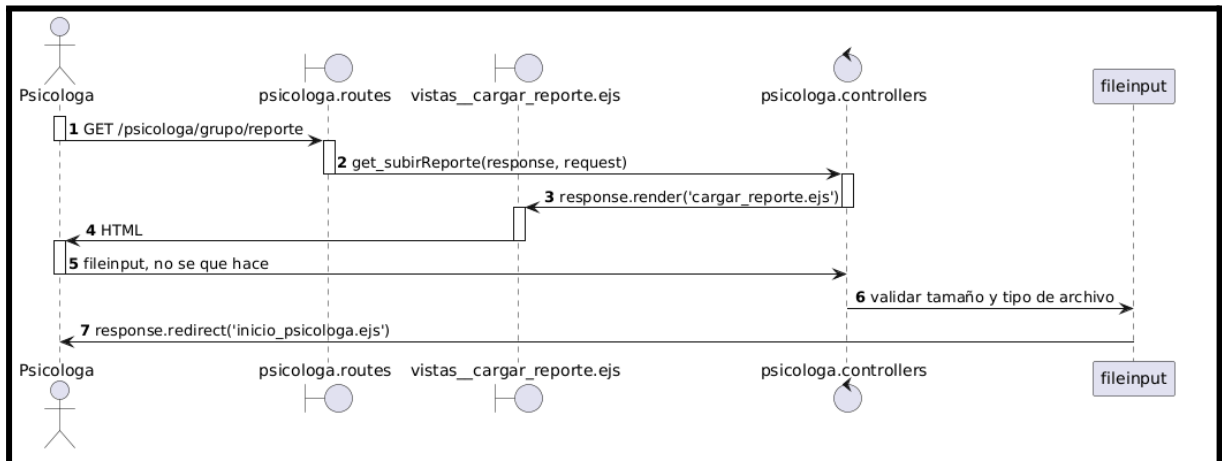 Psicologa
psicologa.routes
vistas__cargar_reporte.ejs
psicologa.controllers
fileinput
1 GET /psicologa/grupo/reporte
2 get_subirReporte(response, request)
3 response.render('cargar_reporte.ejs')
4 HTML
5 fileinput, no se que hace
6 validar tamaño y tipo de archivo
7 response.redirect('inicio_psicologa.ejs')
Psicologa
psicologa.routes
vistas__cargar_reporte.ejs
psicologa.controllers
fileinput